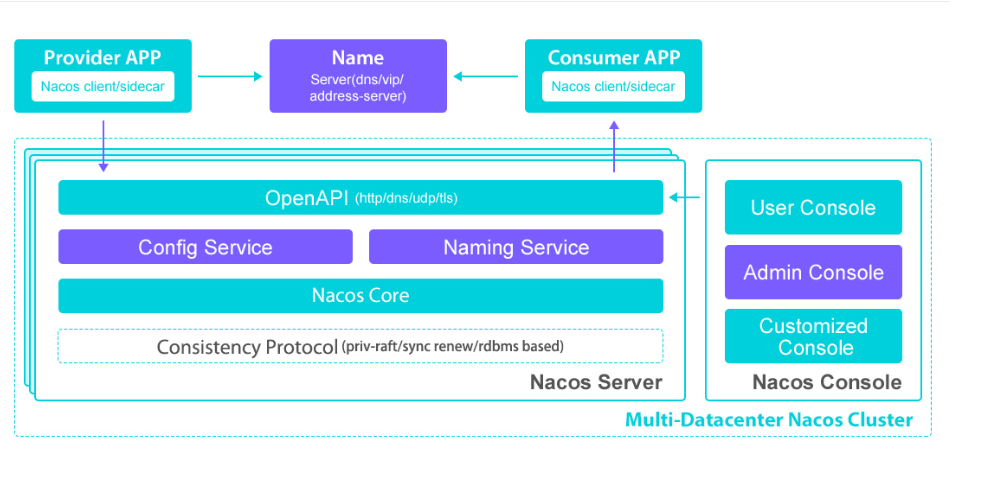 Provider APP
Nacos client/sidecar
Name
Server(dns/vip/
address-server)
Consumer APP
Nacos client/sidecar
OpenAPI (http/dns/udp/tls)
Config Service
Naming Service
Nacos Core
Consistency Protocol (priv-raft/sync renew/rdbms based)
Nacos Server
User Console
Admin Console
Customized
Console
Nacos Console
Multi-Datacenter Nacos Cluster